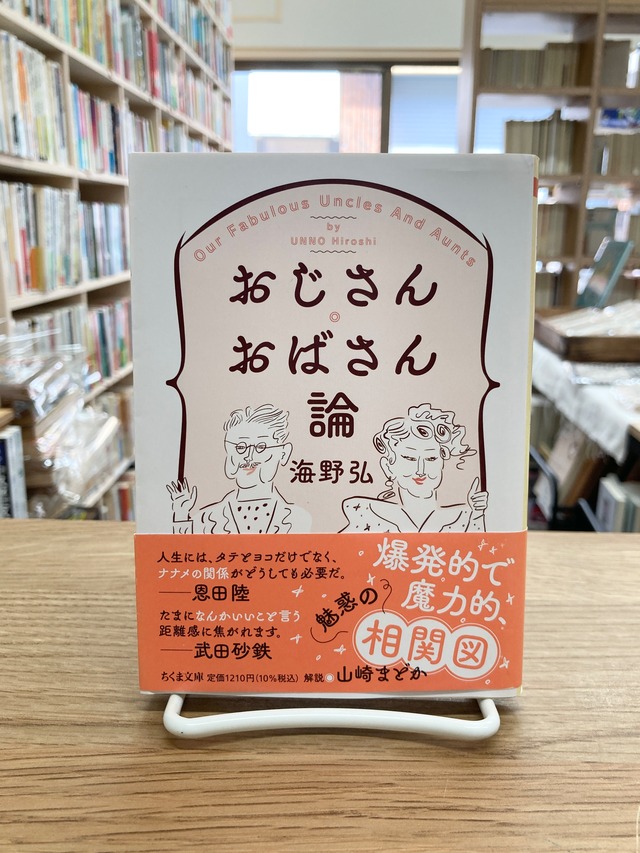 Our Fabulous Uncles And Aunts
by
UNNO Hiroshi
おじさん
おばさん
論
海野弘
人生には、タテとヨコだけでなく、
ナナメの関係がどうしても必要だ。
——恩田陸
たまになんかいいこと言う
距離感に焦がれます。
——武田砂鉄
爆発的で
魔力的、
魅惑の
相関図
ちくま文庫 定価1210円(10%税込) 解説◉山崎まどか